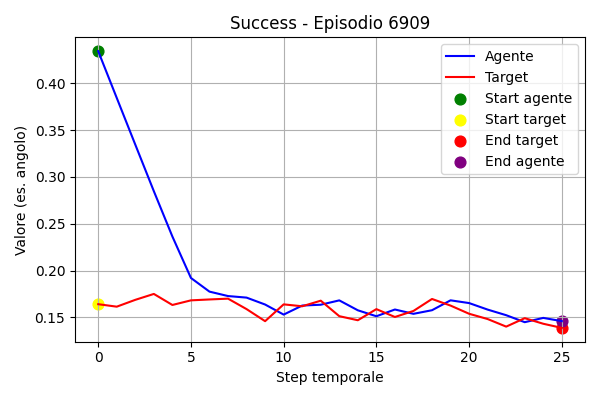 Success - Episodio 6909
Valore (es. angolo)
0.40
0.35
0.30
0.25
0.20
0.15
Agente
Target
Start agente
Start target
End target
End agente
0 5 10 15 20 25
Step temporale